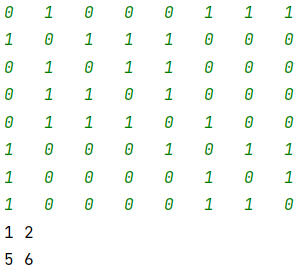 0 1 0 0 0 1 1 1
1 0 1 1 1 0 0 0
0 1 0 1 1 0 0 0
0 1 1 0 1 0 0 0
0 1 1 1 0 1 0 0
1 0 0 0 1 0 1 1
1 0 0 0 0 1 0 1
1 0 0 0 0 1 1 0
1 2
5 6